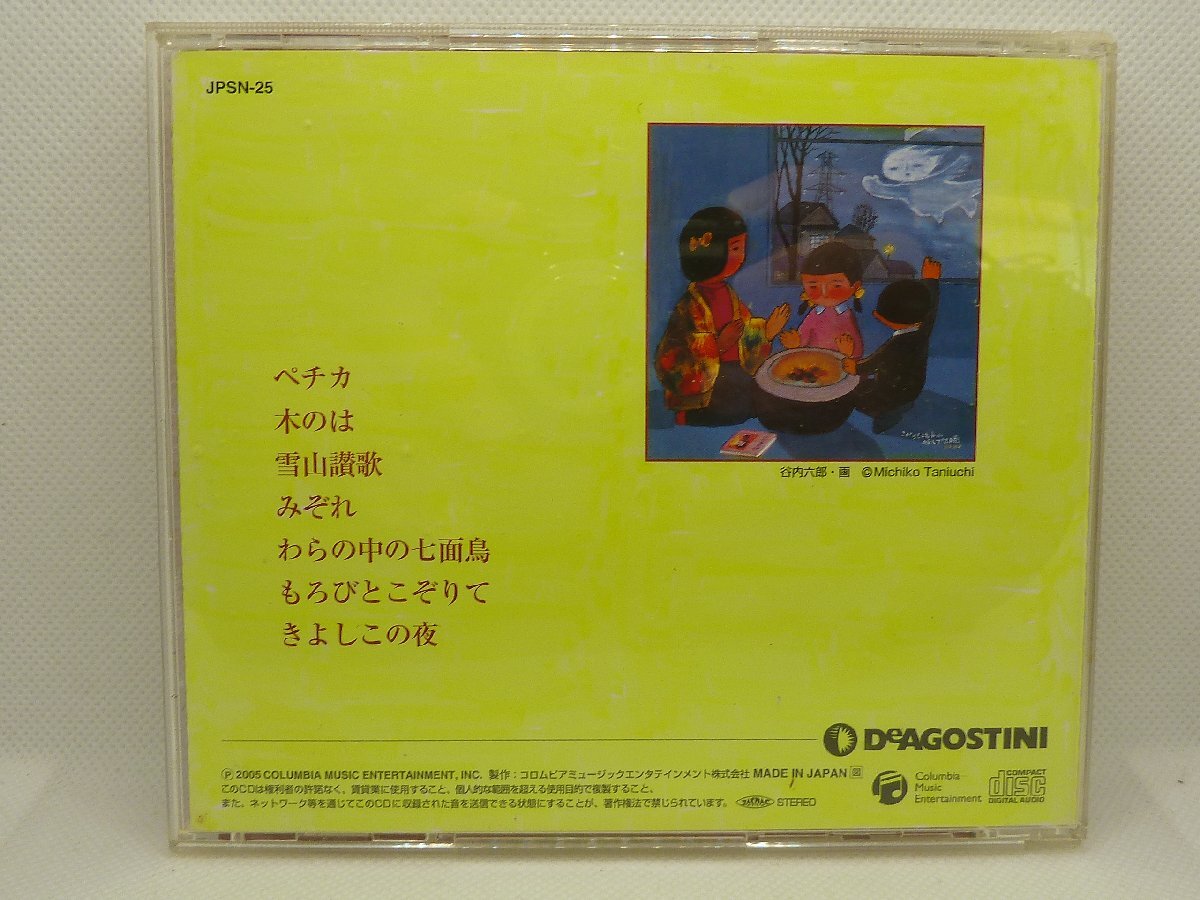 JPSN-25
谷内六郎・画 ©Michiko Taniuchi
ペチカ
木のは
雪山讃歌
みぞれ
わらの中の七面鳥
もろびとこぞりて
きよしこの夜
DeAGOSTINI
Ⓟ 2005 COLUMBIA MUSIC ENTERTAINMENT, INC. 製作：コロムビアミュージックエンタテインメント株式会社 MADE IN JAPAN 図
このCDは権利者の許諾なく、賃貸業に使用すること、個人的な範囲を超える使用目的で複製すること、
また、ネットワーク等を通じてこのCDに収録された音を送信できる状態にすることが、著作権法で禁じられています。 JASRAC STEREO
Columbia
Music
Entertainment
COMPACT
disc
DIGITAL AUDIO